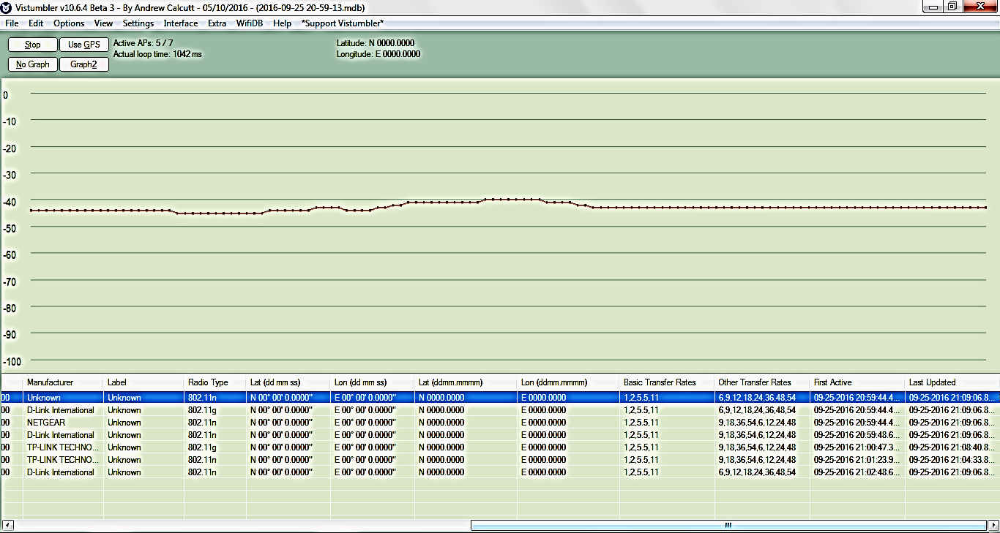 Vistumbler v10.6.4 Beta 3 - By Andrew Calcutt - 05/10/2016 - (2016-09-25 20-59-13.mdb)
File Edit Options View Settings Interface Extra WifiDB Help *Support Vistumbler*
Stop Use GPS Active APs: 5 / 7 Latitude: N 0000.0000
Actual loop time: 1042 ms Longitude: E 0000.0000
No Graph Graph2
0
-10
-20
-30
-40
-50
-60
-70
-80
-90
-100
Manufacturer Label Radio Type Lat (dd mm ss) Lon (dd mm ss) Lat (ddmm.mmmm) Lon (ddmm.mmmm) Basic Transfer Rates Other Transfer Rates First Active Last Updated
00 Unknown Unknown 802.11n N 00° 00' 0.0000" E 00° 00' 0.0000" N 0000.0000 E 0000.0000 1,2,5.5,11 6,9,12,18,24,36,48,54 09-25-2016 20:59:44.4... 09-25-2016 21:09:06.8...
00 D-Link International Unknown 802.11g N 00° 00' 0.0000" E 00° 00' 0.0000" N 0000.0000 E 0000.0000 1,2,5.5,11 6,9,12,18,24,36,48,54 09-25-2016 20:59:44.4... 09-25-2016 21:09:06.8...
00 NETGEAR Unknown 802.11n N 00° 00' 0.0000" E 00° 00' 0.0000" N 0000.0000 E 0000.0000 1,2,5.5,11 9,18,36,54,6,12,24,48 09-25-2016 20:59:44.4... 09-25-2016 21:09:06.8...
00 D-Link International Unknown 802.11n N 00° 00' 0.0000" E 00° 00' 0.0000" N 0000.0000 E 0000.0000 1,2,5.5,11 9,18,36,54,6,12,24,48 09-25-2016 20:59:48.6... 09-25-2016 21:09:06.8...
00 TP-LINK TECHNO... Unknown 802.11g N 00° 00' 0.0000" E 00° 00' 0.0000" N 0000.0000 E 0000.0000 1,2,5.5,11 9,18,36,54,6,12,24,48 09-25-2016 21:00:47.3... 09-25-2016 21:08:40.8...
00 TP-LINK TECHNO... Unknown 802.11n N 00° 00' 0.0000" E 00° 00' 0.0000" N 0000.0000 E 0000.0000 1,2,5.5,11 9,18,36,54,6,12,24,48 09-25-2016 21:01:23.9... 09-25-2016 21:04:33.8...
00 D-Link International Unknown 802.11n N 00° 00' 0.0000" E 00° 00' 0.0000" N 0000.0000 E 0000.0000 1,2,5.5,11 6,9,12,18,24,36,48,54 09-25-2016 21:02:48.6... 09-25-2016 21:09:06.8...